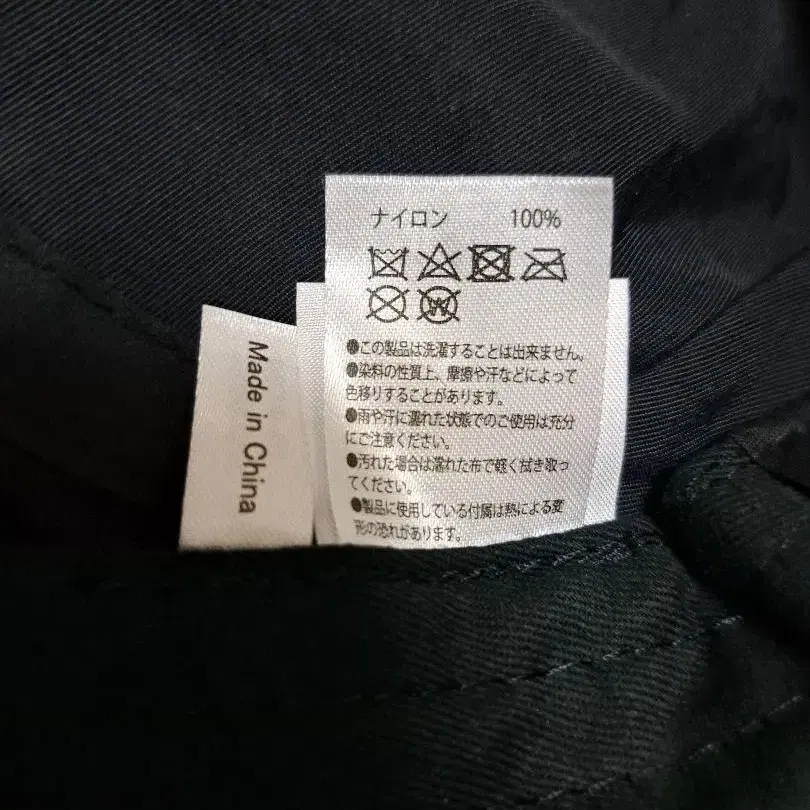 ナイロン 100%
W
●この製品は洗濯することは出来ません。
●染料の性質上、摩擦や汗などによって
色移りすることがあります。
●雨や汗に濡れた状態でのご使用は充分
にご注意ください。
●汚れた場合は濡れた布で軽く拭き取っ
てください。
●製品に使用している付属は熱による変
形の恐れがあります。
Made in China